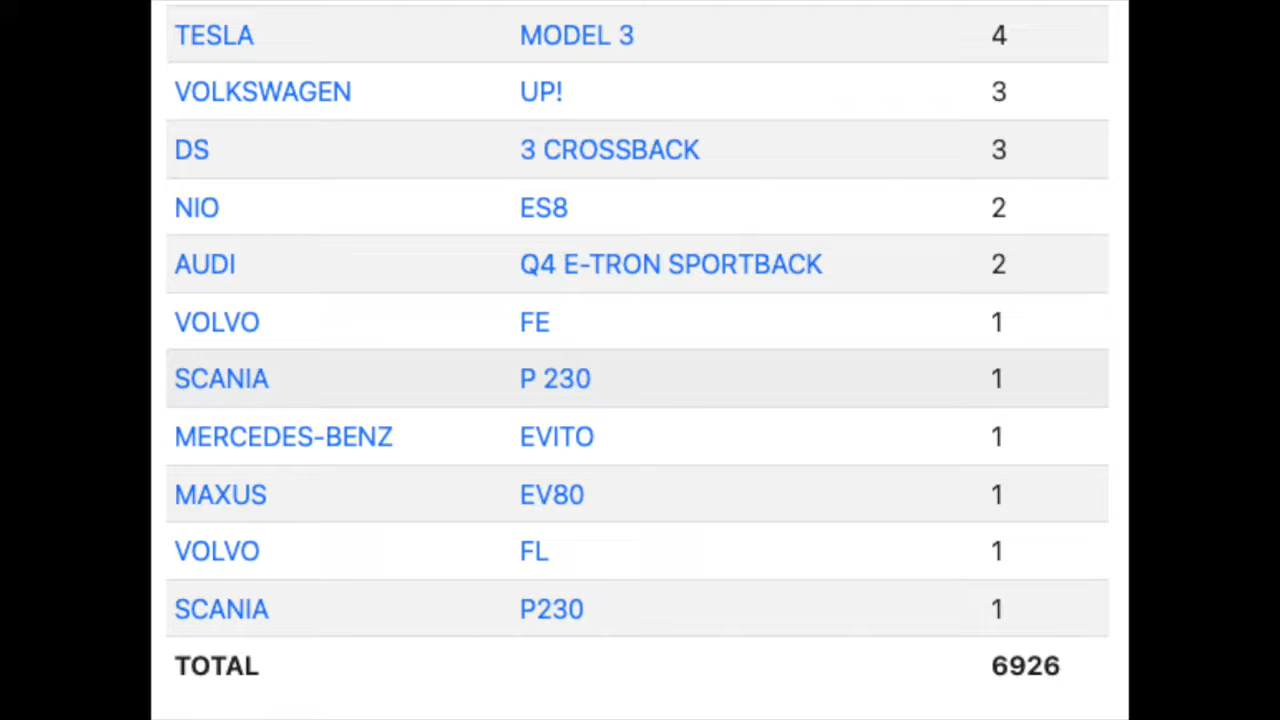 TESLA MODEL 3 4
VOLKSWAGEN UP! 3
DS 3 CROSSBACK 3
NIO ES8 2
AUDI Q4 E-TRON SPORTBACK 2
VOLVO FE 1
SCANIA P 230 1
MERCEDES-BENZ EVITO 1
MAXUS EV80 1
VOLVO FL 1
SCANIA P230 1
TOTAL 6926